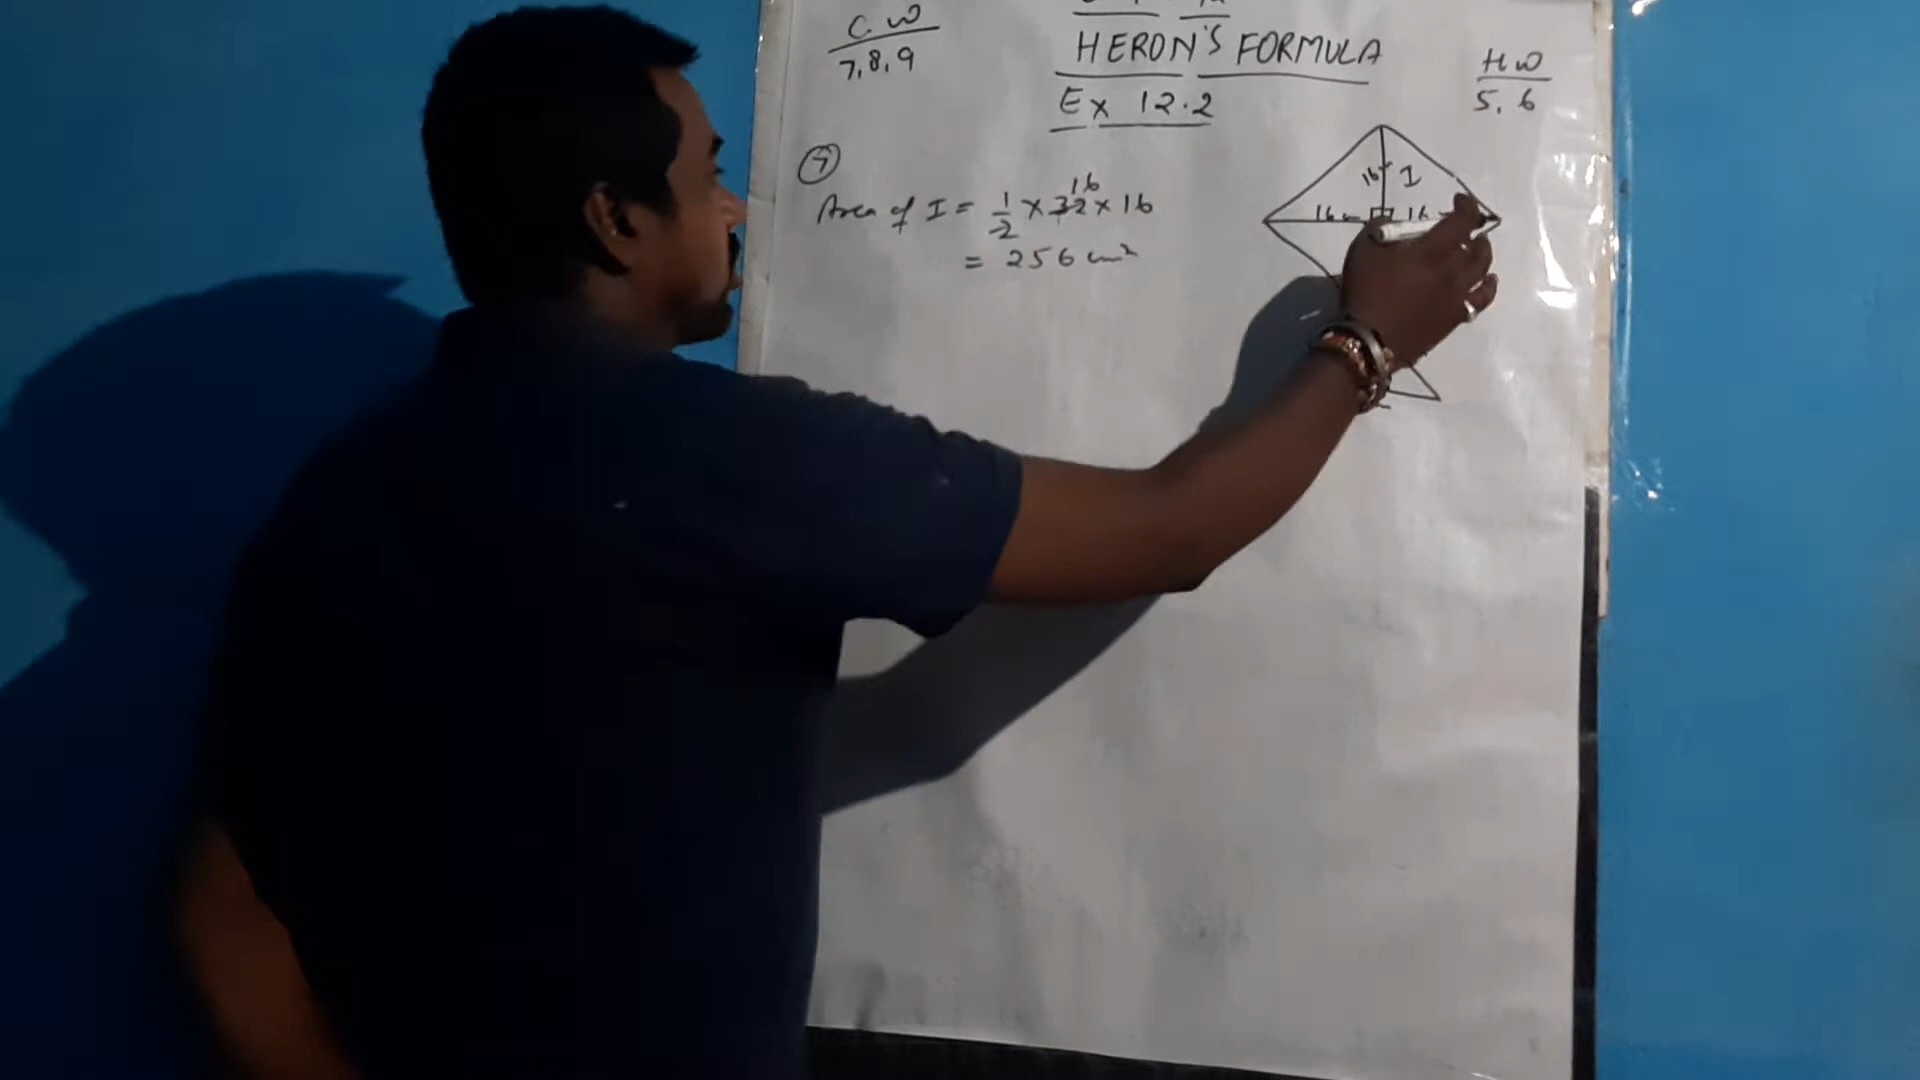 C.W
7,8,9
HERON'S FORMULA
Ex 12.2
H W
5, 6
7
Area of I = 1/2 × 32 × 16
16
= 256 cm²
16
I
16
16